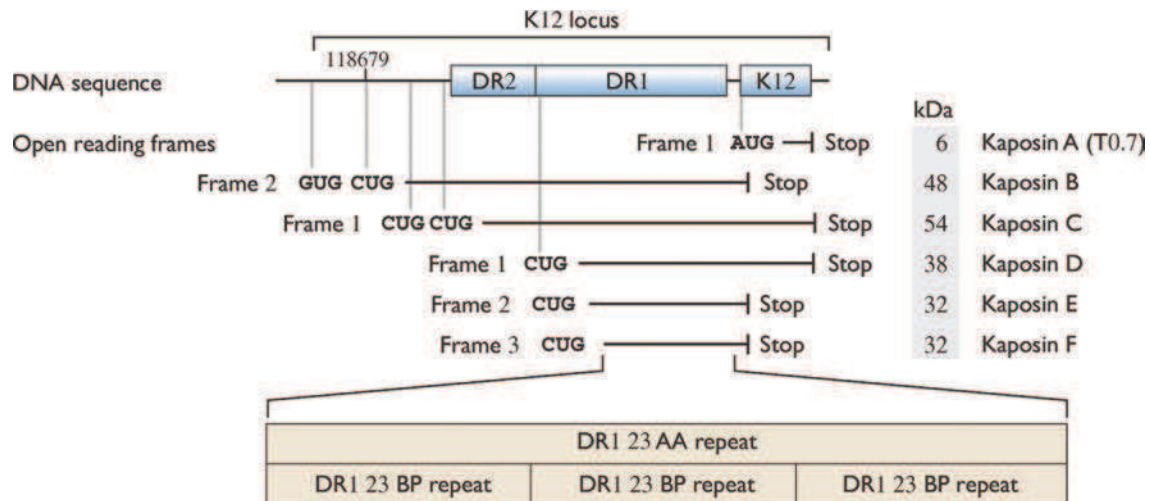 K12 locus
118679
DNA sequence DR2 DR1 K12
kDa
Open reading frames Frame 1 AUG Stop 6 Kaposin A (T0.7)
Frame 2 GUG CUG Stop 48 Kaposin B
Frame 1 CUG CUG Stop 54 Kaposin C
Frame 1 CUG Stop 38 Kaposin D
Frame 2 CUG Stop 32 Kaposin E
Frame 3 CUG Stop 32 Kaposin F
DR1 23 AA repeat
DR1 23 BP repeat DR1 23 BP repeat DR1 23 BP repeat